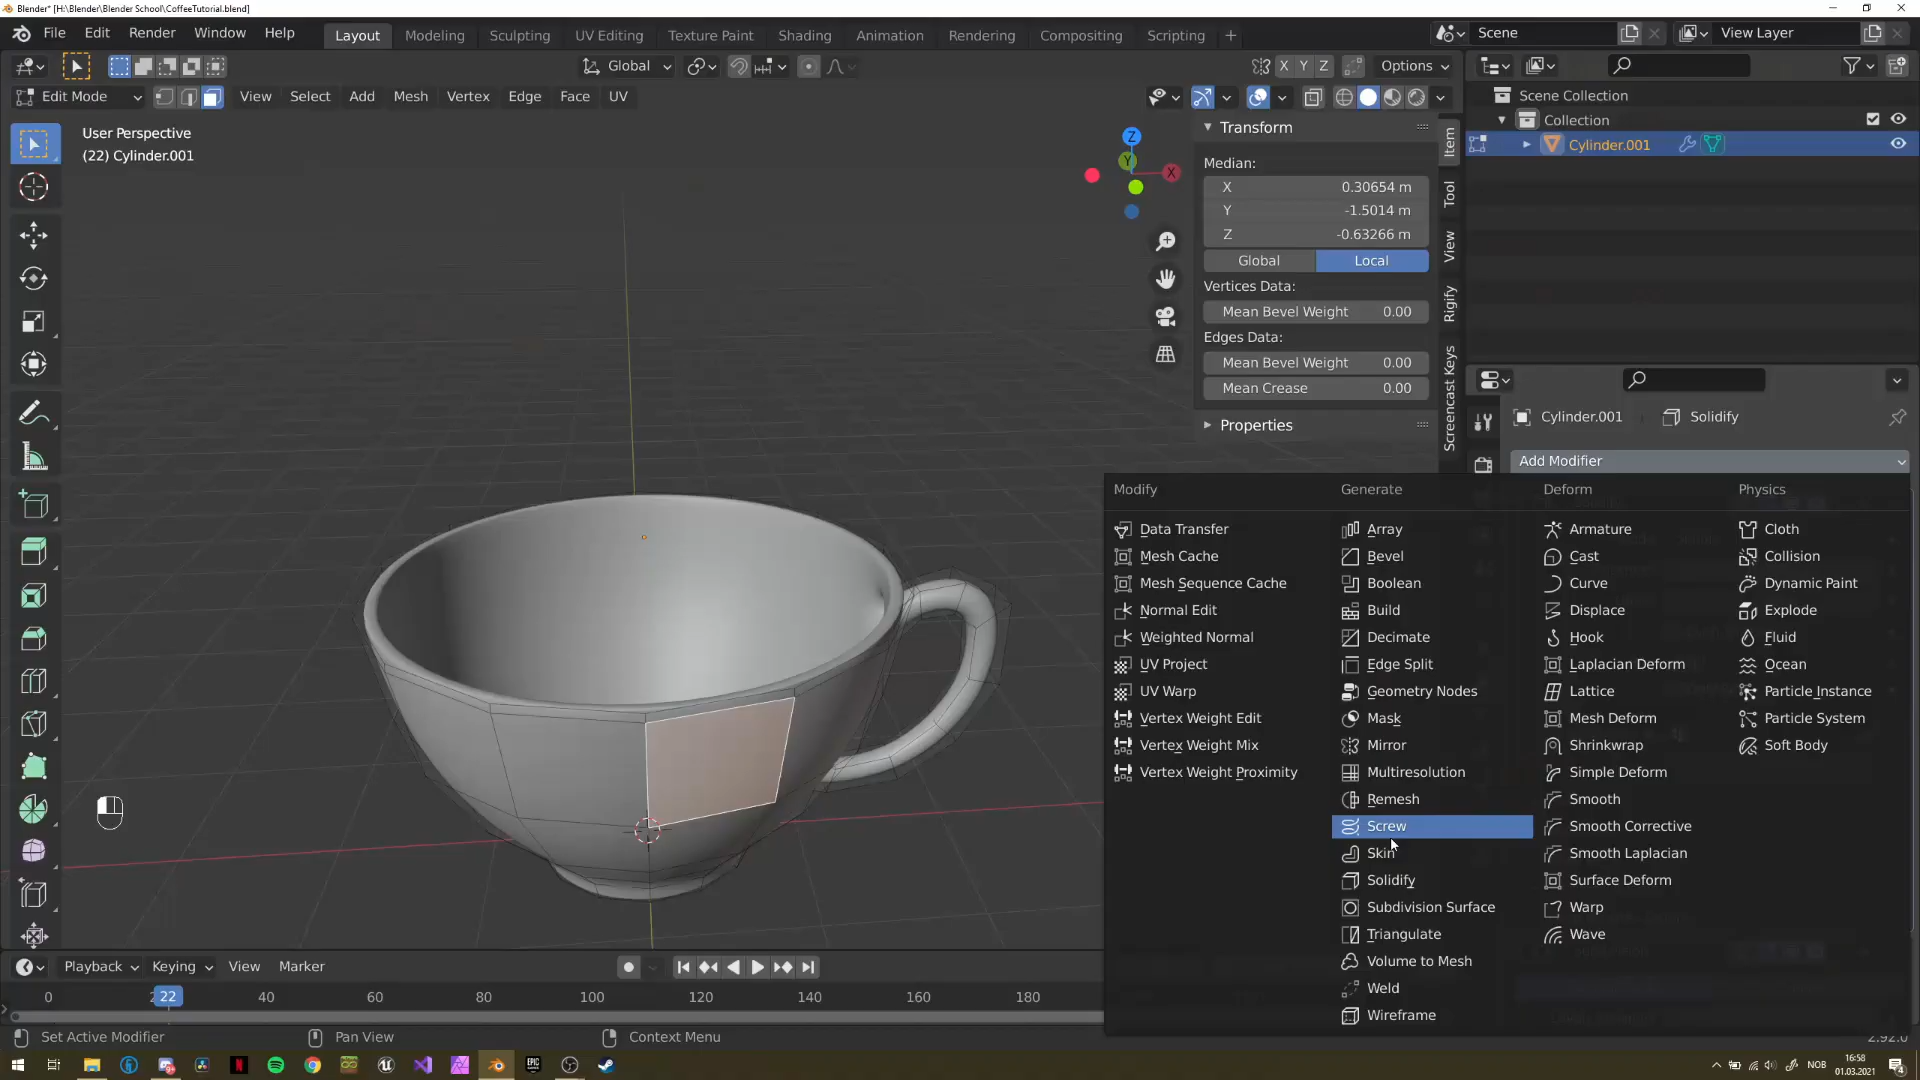 Blender* [H:\Blender\Blender School\CoffeeTutorial.blend]
File Edit Render Window Help Layout Modeling Sculpting UV Editing Texture Paint Shading Animation Rendering Compositing Scripting + Scene View Layer
Global X Y Z Options
Edit Mode View Select Add Mesh Vertex Edge Face UV
Scene Collection
Collection
Cylinder.001
User Perspective
(22) Cylinder.001
Z
Y
X
Transform
Median:
X 0.30654 m
Y -1.5014 m
Z -0.63266 m
Global Local
Vertices Data:
Mean Bevel Weight 0.00
Edges Data:
Mean Bevel Weight 0.00
Mean Crease 0.00
Properties
Item
Tool
View
Rigify
Screencast Keys
Cylinder.001 Solidify
Add Modifier
Modify Generate Deform Physics
Data Transfer Array Armature Cloth
Mesh Cache Bevel Cast Collision
Mesh Sequence Cache Boolean Curve Dynamic Paint
Normal Edit Build Displace Explode
Weighted Normal Decimate Hook Fluid
UV Project Edge Split Laplacian Deform Ocean
UV Warp Geometry Nodes Lattice Particle Instance
Vertex Weight Edit Mask Mesh Deform Particle System
Vertex Weight Mix Mirror Shrinkwrap Soft Body
Vertex Weight Proximity Multiresolution Simple Deform
Remesh Smooth
Screw Smooth Corrective
Skin Smooth Laplacian
Solidify Surface Deform
Subdivision Surface Warp
Triangulate Wave
Volume to Mesh
Weld
Wireframe
Playback Keying View Marker
0 22 40 60 80 100 120 140 160 180
Set Active Modifier Pan View Context Menu 2.92.0
NOB 16:58
01.03.2021